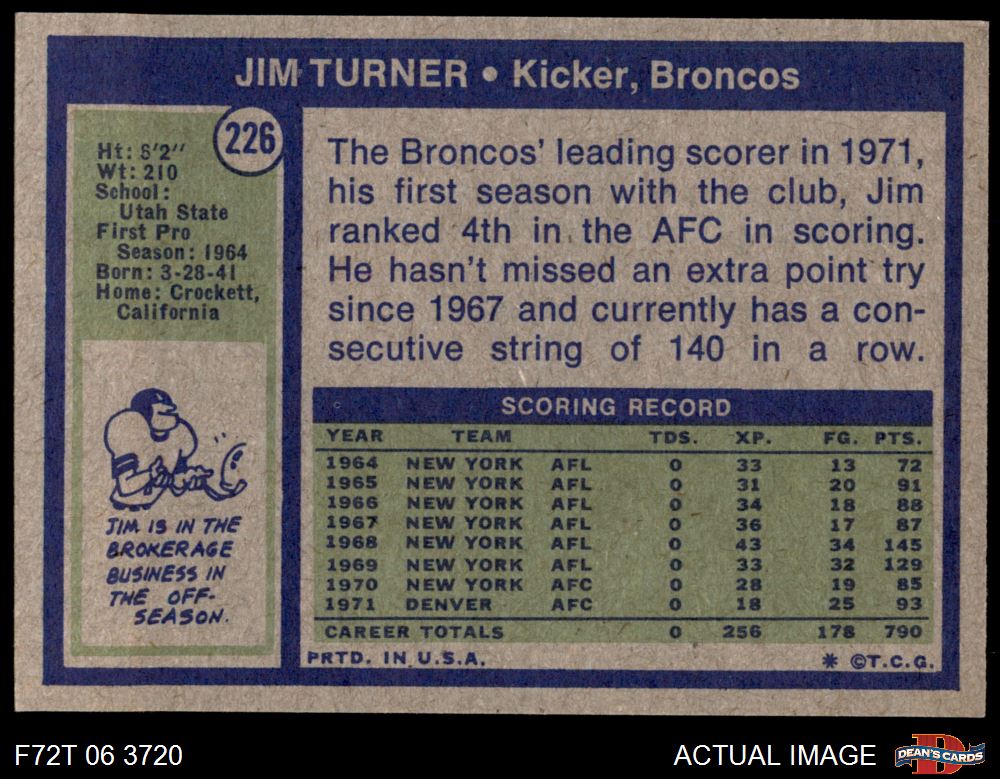 JIM TURNER • Kicker, Broncos
226
Ht: 6'2"
Wt: 210
School:
Utah State
First Pro
Season: 1964
Born: 3-28-41
Home: Crockett,
California
JIM IS IN THE
BROKERAGE
BUSINESS IN
THE OFF-
SEASON.
The Broncos' leading scorer in 1971,
his first season with the club, Jim
ranked 4th in the AFC in scoring.
He hasn't missed an extra point try
since 1967 and currently has a con-
secutive string of 140 in a row.
SCORING RECORD
YEAR TEAM TDS. XP. FG. PTS.
1964 NEW YORK AFL 0 33 13 72
1965 NEW YORK AFL 0 31 20 91
1966 NEW YORK AFL 0 34 18 88
1967 NEW YORK AFL 0 36 17 87
1968 NEW YORK AFL 0 43 34 145
1969 NEW YORK AFL 0 33 32 129
1970 NEW YORK AFC 0 28 19 85
1971 DENVER AFC 0 18 25 93
CAREER TOTALS 0 256 178 790
PRTD. IN U.S.A. * ©T.C.G.
F72T 06 3720 ACTUAL IMAGE D DEAN'S CARDS